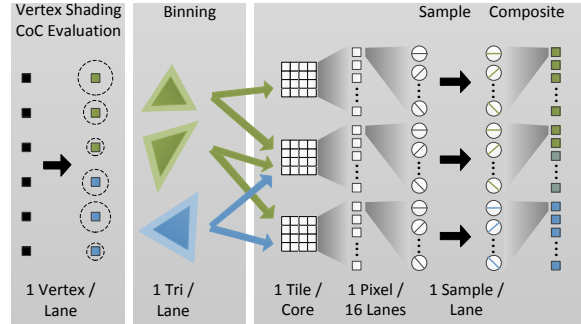 Vertex Shading
CoC Evaluation
Binning
Sample
Composite
1 Vertex /
Lane
1 Tri /
Lane
1 Tile /
Core
1 Pixel /
16 Lanes
1 Sample /
Lane